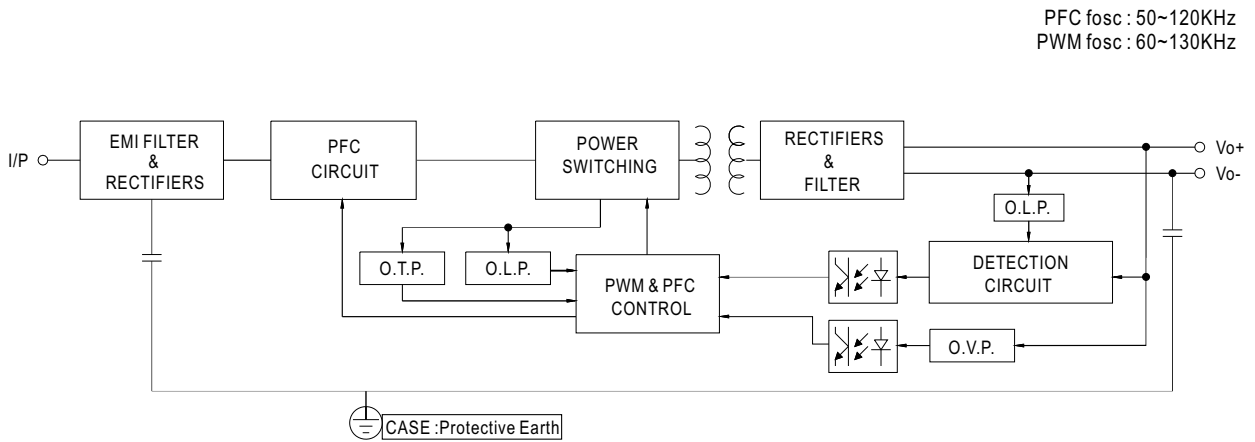 PFC fosc : 50~120KHz
PWM fosc : 60~130KHz
I/P
EMI FILTER
&
RECTIFIERS
PFC
CIRCUIT
POWER
SWITCHING
RECTIFIERS
&
FILTER
Vo+
Vo-
O.L.P.
O.T.P.
O.L.P.
PWM & PFC
CONTROL
DETECTION
CIRCUIT
O.V.P.
CASE :Protective Earth